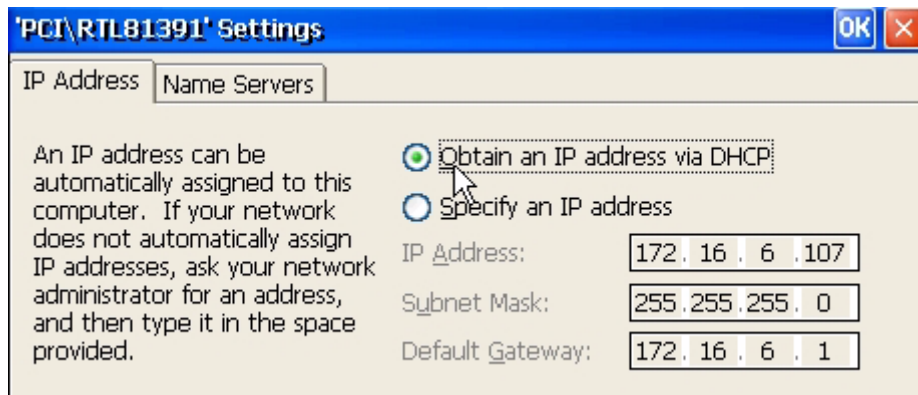 'PCI\RTL81391' Settings OK
IP Address Name Servers
An IP address can be
automatically assigned to this
computer. If your network
does not automatically assign
IP addresses, ask your network
administrator for an address,
and then type it in the space
provided.
Obtain an IP address via DHCP
Specify an IP address
IP Address: 172 . 16 . 6 . 107
Subnet Mask: 255 . 255 . 255 . 0
Default Gateway: 172 . 16 . 6 . 1